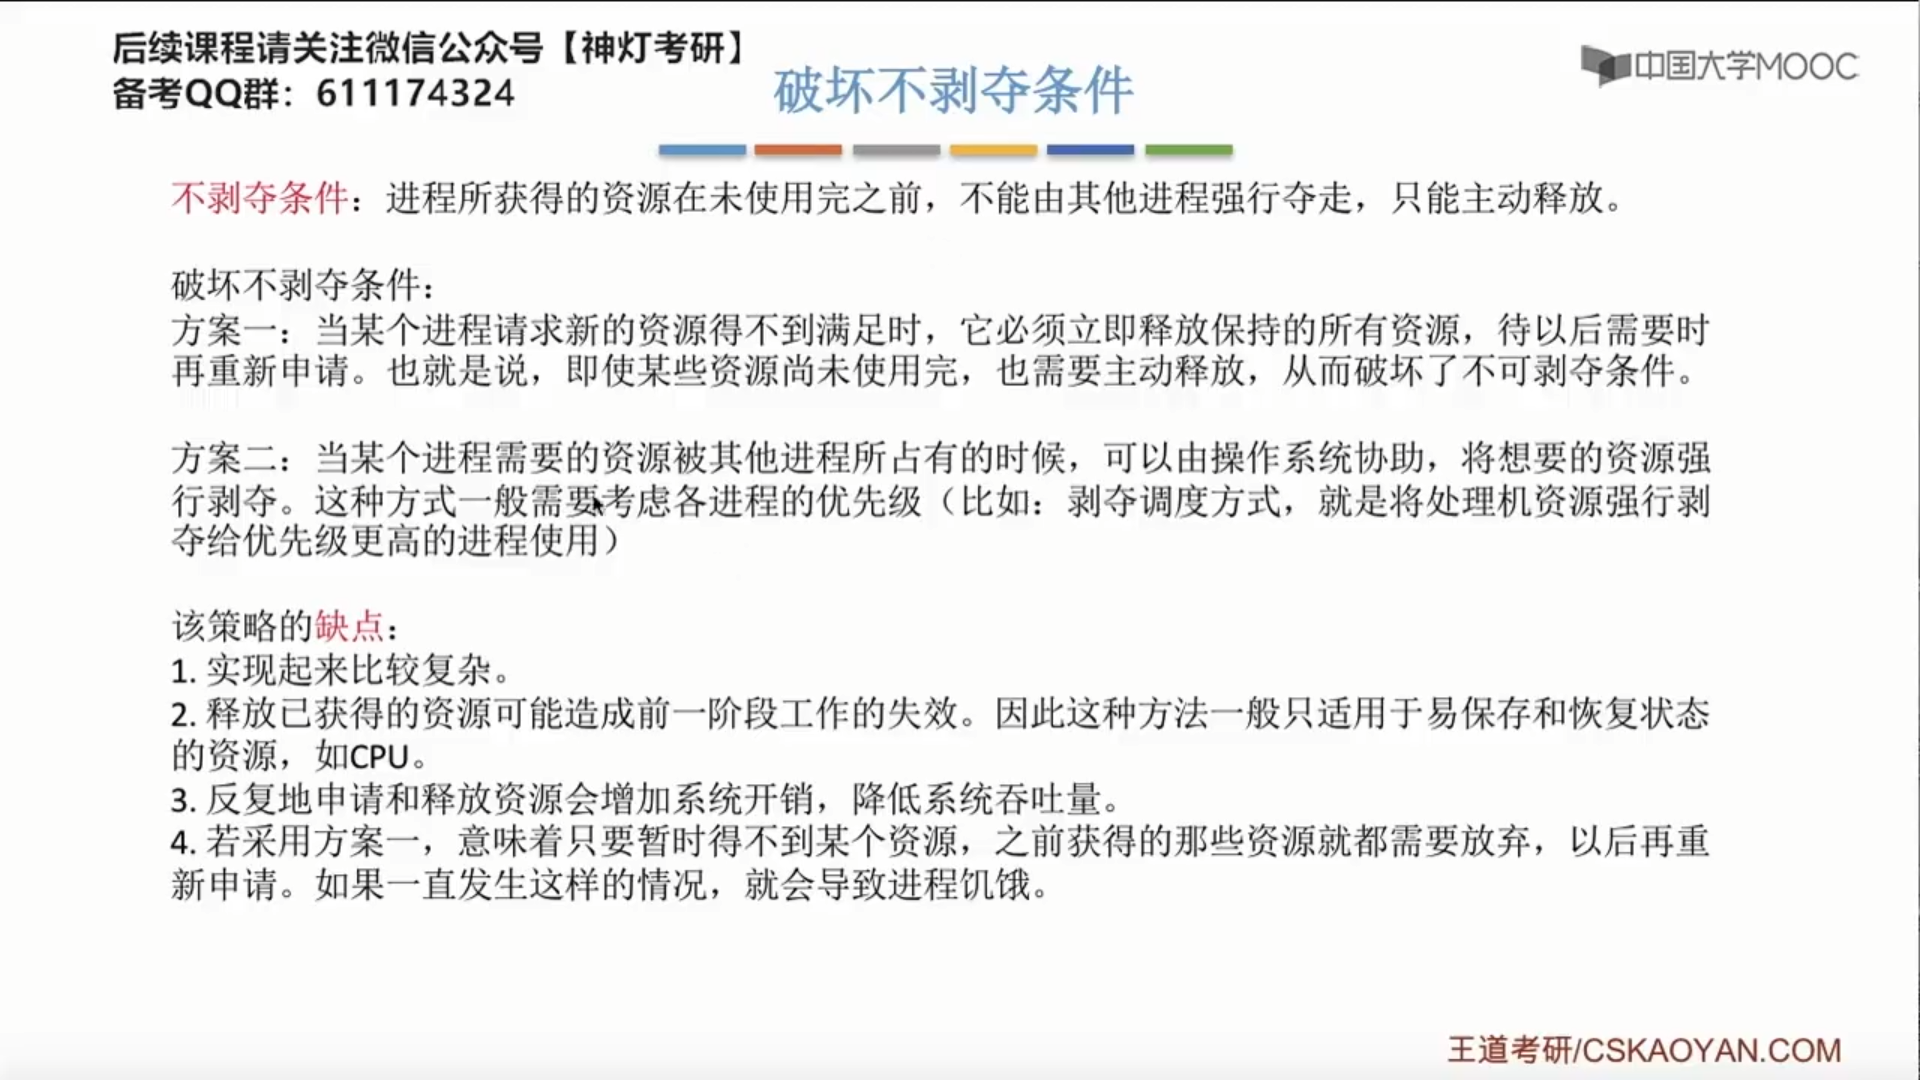 后续课程请关注微信公众号【神灯考研】
备考QQ群：611174324
中国大学MOOC
破坏不剥夺条件
不剥夺条件：进程所获得的资源在未使用完之前，不能由其他进程强行夺走，只能主动释放。
破坏不剥夺条件：
方案一：当某个进程请求新的资源得不到满足时，它必须立即释放保持的所有资源，待以后需要时
再重新申请。也就是说，即使某些资源尚未使用完，也需要主动释放，从而破坏了不可剥夺条件。
方案二：当某个进程需要的资源被其他进程所占有的时候，可以由操作系统协助，将想要的资源强
行剥夺。这种方式一般需要考虑各进程的优先级（比如：剥夺调度方式，就是将处理机资源强行剥
夺给优先级更高的进程使用）
该策略的缺点：
1. 实现起来比较复杂。
2. 释放已获得的资源可能造成前一阶段工作的失效。因此这种方法一般只适用于易保存和恢复状态
的资源，如CPU。
3. 反复地申请和释放资源会增加系统开销，降低系统吞吐量。
4. 若采用方案一，意味着只要暂时得不到某个资源，之前获得的那些资源就都需要放弃，以后再重
新申请。如果一直发生这样的情况，就会导致进程饥饿。
王道考研/CSKAOYAN.COM